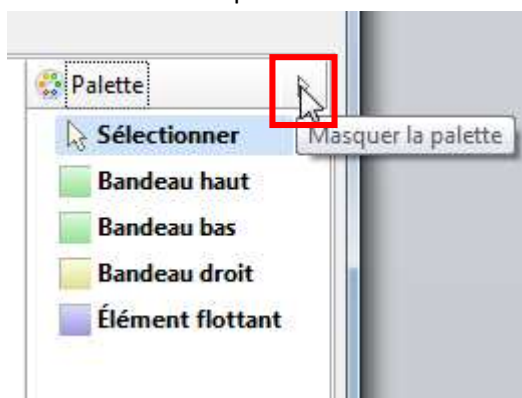 Palette
Sélectionner
Masquer la palette
Bandeau haut
Bandeau bas
Bandeau droit
Élément flottant